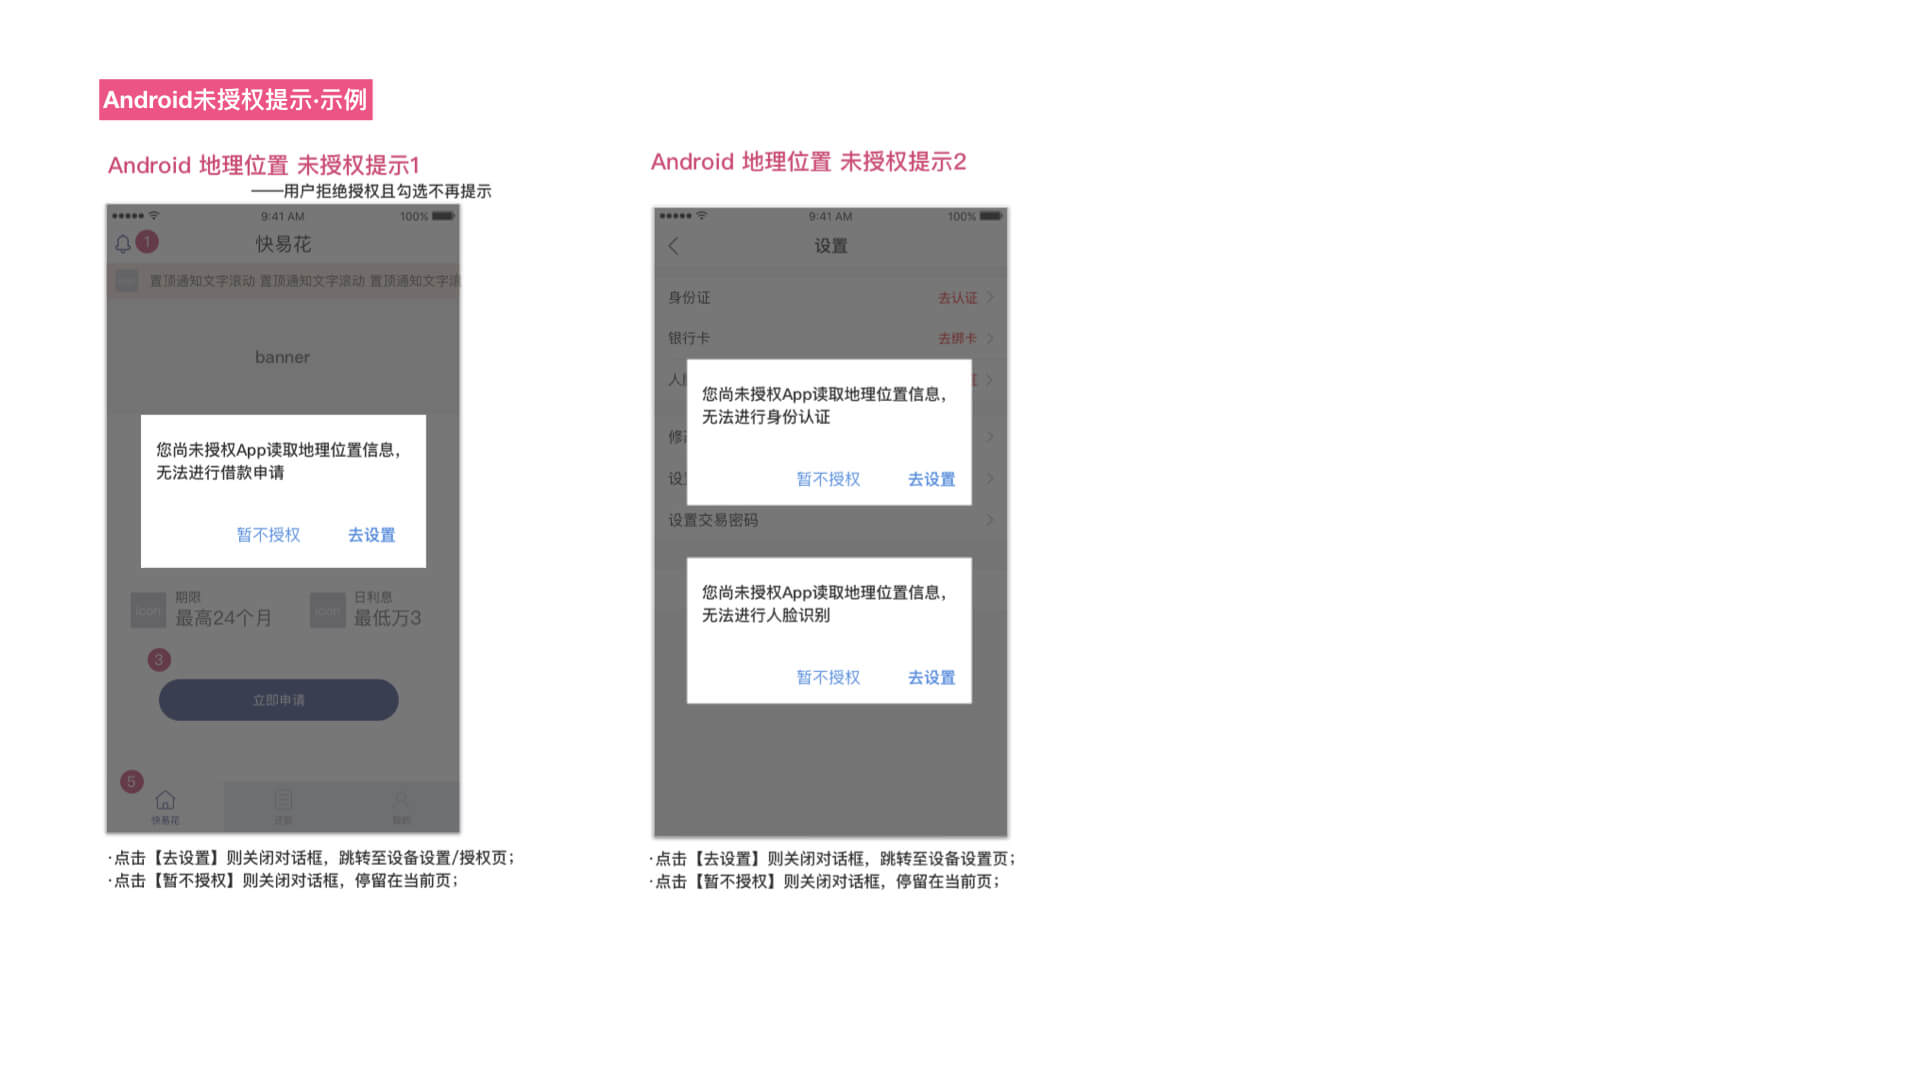 Android未授权提示·示例
Android 地理位置 未授权提示1
——用户拒绝授权且勾选不再提示
9:41 AM
100%
1
快易花
置顶通知文字滚动 置顶通知文字滚动 置顶通知文字滚
banner
您尚未授权App读取地理位置信息，
无法进行借款申请
暂不授权 去设置
icon 期限
最高24个月
icon 日利息
最低万3
3
立即申请
5
快易花
·点击【去设置】则关闭对话框，跳转至设备设置/授权页；
·点击【暂不授权】则关闭对话框，停留在当前页；
Android 地理位置 未授权提示2
9:41 AM
100%
设置
身份证 去认证
银行卡 去绑卡
您尚未授权App读取地理位置信息，
无法进行身份认证
暂不授权 去设置
设置交易密码
您尚未授权App读取地理位置信息，
无法进行人脸识别
暂不授权 去设置
·点击【去设置】则关闭对话框，跳转至设备设置页；
·点击【暂不授权】则关闭对话框，停留在当前页；